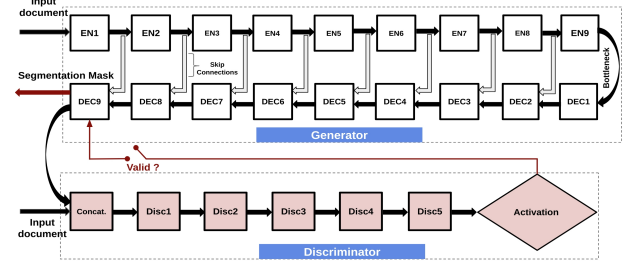 Input
document
EN1 EN2 EN3 EN4 EN5 EN6 EN7 EN8 EN9
Skip
Connections
Bottleneck
Segmentation Mask
DEC9 DEC8 DEC7 DEC6 DEC5 DEC4 DEC3 DEC2 DEC1
Generator
Valid ?
Concat. Disc1 Disc2 Disc3 Disc4 Disc5 Activation
Input
document
Discriminator